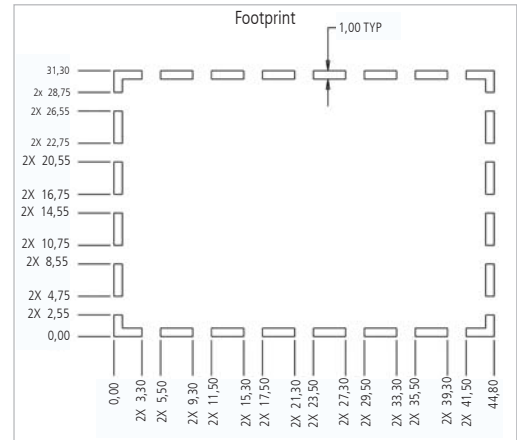 Footprint
1,00 TYP
31,30
2x 28,75
2X 26,55
2X 22,75
2X 20,55
2X 16,75
2X 14,55
2X 10,75
2X 8,55
2X 4,75
2X 2,55
0,00
0,00
2X 3,30
2X 5,50
2X 9,30
2X 11,50
2X 15,30
2X 17,50
2X 21,30
2X 23,50
2X 27,30
2X 29,50
2X 33,30
2X 35,50
2X 39,30
2X 41,50
44,80